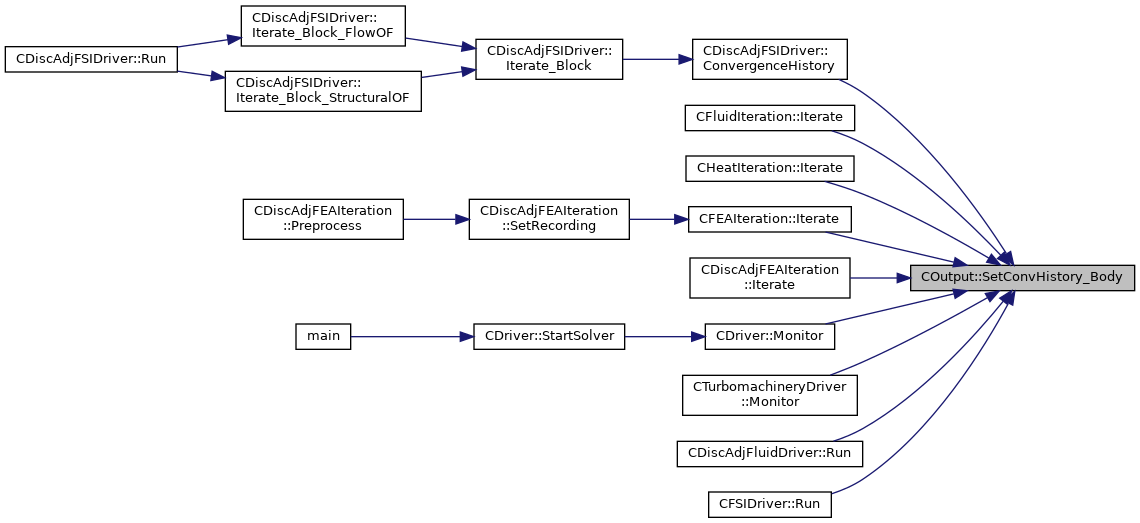 CDiscAdjFSIDriver::Run
CDiscAdjFSIDriver::
Iterate_Block_FlowOF
CDiscAdjFSIDriver::
Iterate_Block_StructuralOF
CDiscAdjFSIDriver::
Iterate_Block
CDiscAdjFSIDriver::
ConvergenceHistory
CFluidIteration::Iterate
CHeatIteration::Iterate
CDiscAdjFEAIteration
::Preprocess
CDiscAdjFEAIteration
::SetRecording
CFEAIteration::Iterate
CDiscAdjFEAIteration
::Iterate
COutput::SetConvHistory_Body
main
CDriver::StartSolver
CDriver::Monitor
CTurbomachineryDriver
::Monitor
CDiscAdjFluidDriver::Run
CFSIDriver::Run